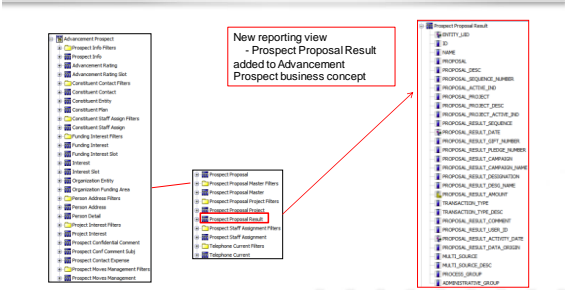 Advancement Prospect
Prospect Info Filters
Prospect Info
Advancement Rating
Advancement Rating Slot
Constituent Contact Filters
Constituent Contact
Constituent Entity
Constituent Plan
Constituent Staff Assign Filters
Constituent Staff Assign
Funding Interest Filters
Funding Interest
Funding Interest Slot
Interest
Interest Slot
Organization Entity
Organization Funding Area
Person Address Filters
Person Address
Person Detail
Project Interest Filters
Project Interest
Prospect Confidential Comment
Prospect Conf Comment Subj
Prospect Contact Expense
Prospect Moves Management Filters
Prospect Moves Management
New reporting view
- Prospect Proposal Result
added to Advancement
Prospect business concept
Prospect Proposal
Prospect Proposal Master Filters
Prospect Proposal Master
Prospect Proposal Project Filters
Prospect Proposal Project
Prospect Proposal Result
Prospect Staff Assignment Filters
Prospect Staff Assignment
Telephone Current Filters
Telephone Current
Prospect Proposal Result
ENTITY_UID
ID
NAME
PROPOSAL
PROPOSAL_DESC
PROPOSAL_SEQUENCE_NUMBER
PROPOSAL_ACTIVE_IND
PROPOSAL_PROJECT
PROPOSAL_PROJECT_DESC
PROPOSAL_PROJECT_ACTIVE_IND
PROPOSAL_RESULT_SEQUENCE
PROPOSAL_RESULT_DATE
PROPOSAL_RESULT_GIFT_NUMBER
PROPOSAL_RESULT_PLEDGE_NUMBER
PROPOSAL_RESULT_CAMPAIGN
PROPOSAL_RESULT_CAMPAIGN_NAME
PROPOSAL_RESULT_DESIGNATION
PROPOSAL_RESULT_DESG_NAME
PROPOSAL_RESULT_AMOUNT
TRANSACTION_TYPE
TRANSACTION_TYPE_DESC
PROPOSAL_RESULT_COMMENT
PROPOSAL_RESULT_USER_ID
PROPOSAL_RESULT_ACTIVITY_DATE
PROPOSAL_RESULT_DATA_ORIGIN
MULTI_SOURCE
MULTI_SOURCE_DESC
PROCESS_GROUP
ADMINISTRATIVE_GROUP